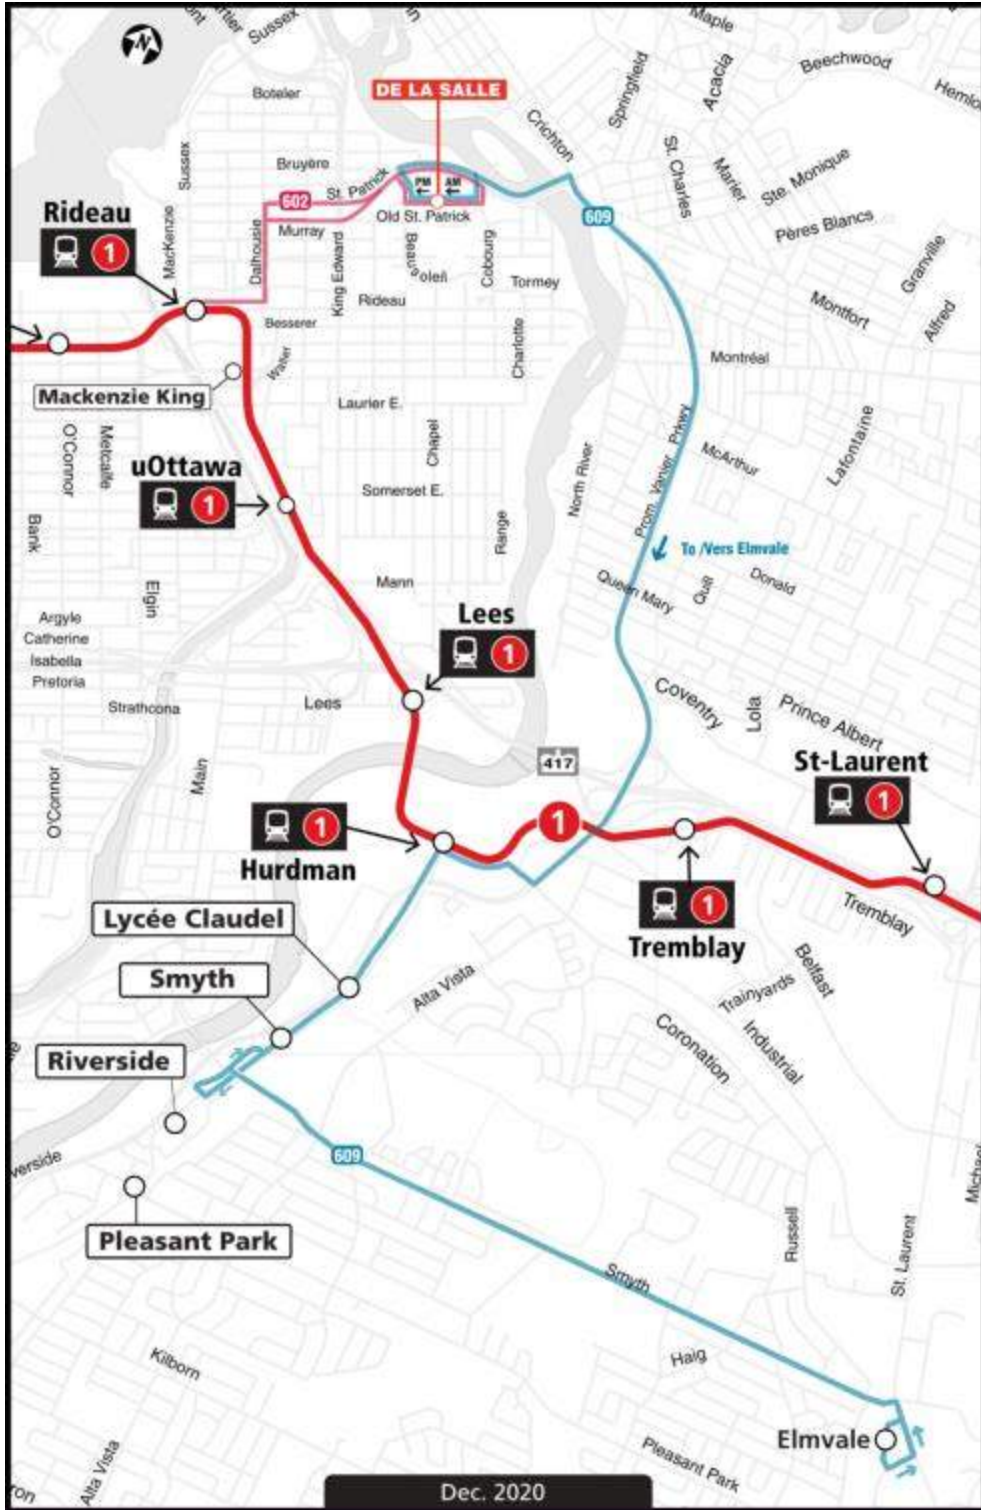 Sussex
Maple
Beechwood
Acacia
Springfield
Boteler
DE LA SALLE
Crichton
St. Charles
Marier
Ste. Monique
Sussex
Bruyère
St. Patrick
PM
AM
602
Old St. Patrick
609
Pères Blancs
Rideau
1
MacKenzie
Dalhousie
Murray
King Edward
Beausoleil
Cobourg
Tormey
Granville
Rideau
Montfort
Alfred
Besserer
Charlotte
Montréal
Mackenzie King
Laurier E.
O'Connor
Metcalfe
Chapel
Prom. Vanier Prkwy
McArthur
Lafontaine
uOttawa
1
Somerset E.
North River
Bank
Range
To /Vers Elmvale
Elgin
Mann
Queen Mary
Quill
Donald
Argyle
Catherine
Isabella
Pretoria
Lees
1
Strathcona
Lees
Coventry
Lola
Prince Albert
O'Connor
Main
417
St-Laurent
1
1
1
Hurdman
1
Tremblay
Tremblay
Lycée Claudel
Smyth
Alta Vista
Trainyards
Belfast
Coronation
Industrial
Riverside
609
Pleasant Park
Russell
St. Laurent
Smyth
Kilborn
Haig
Elmvale
Alta Vista
Pleasant Park
Dec. 2020